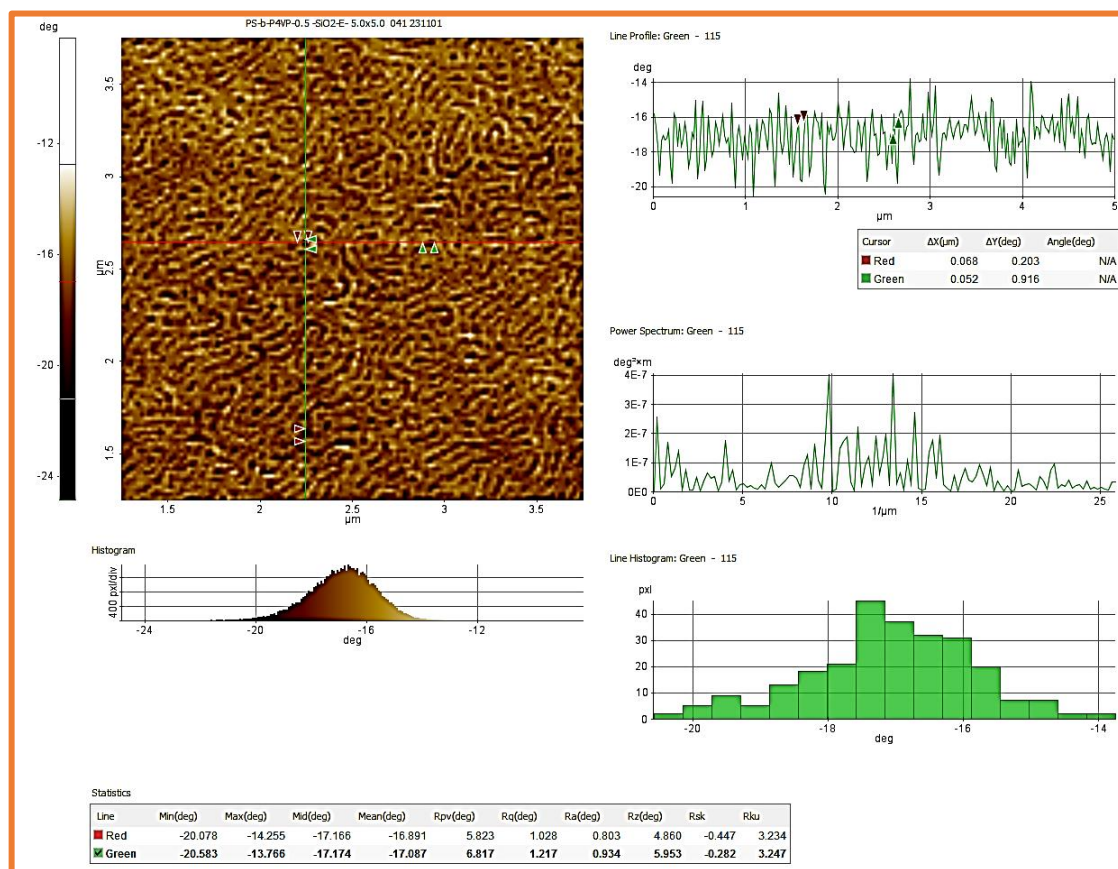 PS-b-P4VP-0.5 -SiO2-E- 5.0x5.0 041 231101
deg
-12
-16
-20
-24
3.5
3
2.5
2
1.5
μm
1.5
2
2.5
3
3.5
μm
Histogram
400 pxl/div
-24
-20
-16
-12
deg
Line Profile: Green - 115
deg
-14
-16
-18
-20
0
1
2
3
4
5
μm
Cursor ΔX(μm) ΔY(deg) Angle(deg)
Red 0.068 0.203 N/A
Green 0.052 0.916 N/A
Power Spectrum: Green - 115
deg²*m
4E-7
3E-7
2E-7
1E-7
0E0
0
5
10
15
20
25
1/μm
Line Histogram: Green - 115
pxl
40
30
20
10
0
-20
-18
-16
-14
deg
Statistics
Line Min(deg) Max(deg) Mid(deg) Mean(deg) Rpv(deg) Rq(deg) Ra(deg) Rz(deg) Rsk Rku
Red -20.078 -14.255 -17.166 -16.891 5.823 1.028 0.803 4.860 -0.447 3.234
Green -20.583 -13.766 -17.174 -17.087 6.817 1.217 0.934 5.953 -0.282 3.247